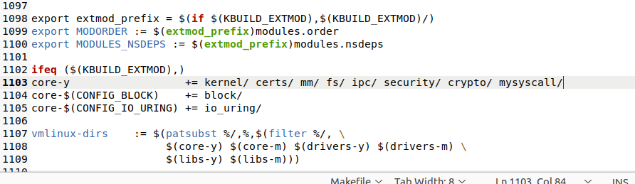 1097
1098 export extmod_prefix = $(if $(KBUILD_EXTMOD),$(KBUILD_EXTMOD)/)
1099 export MODORDER := $(extmod_prefix)modules.order
1100 export MODULES_NSDEPS := $(extmod_prefix)modules.nsdeps
1101
1102 ifeq ($(KBUILD_EXTMOD),)
1103 core-y += kernel/ certs/ mm/ fs/ ipc/ security/ crypto/ mysyscall/
1104 core-$(CONFIG_BLOCK) += block/
1105 core-$(CONFIG_IO_URING) += io_uring/
1106
1107 vmlinux-dirs := $(patsubst %/,%,$(filter %/, \
1108 $(core-y) $(core-m) $(drivers-y) $(drivers-m) \
1109 $(libs-y) $(libs-m)))
1110
Makefile Tab Width: 8 Ln 1103, Col 84 INS